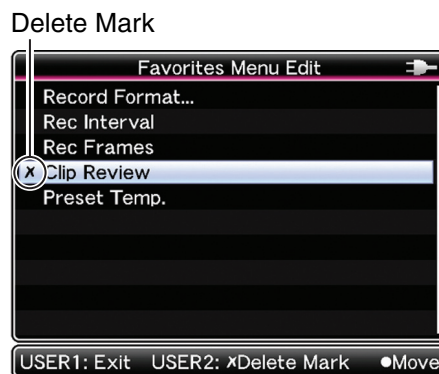 Delete Mark
Favorites Menu Edit
Record Format...
Rec Interval
Rec Frames
✗ Clip Review
Preset Temp.
USER1: Exit USER2: ✗Delete Mark ●Move